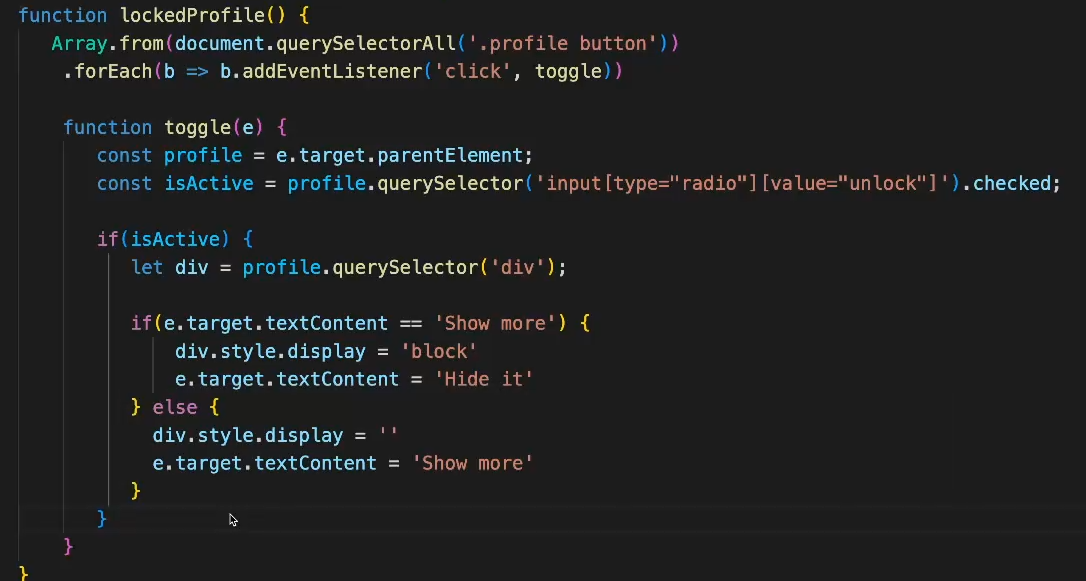 function lockedProfile() {
Array.from(document.querySelectorAll('.profile button'))
.forEach(b => b.addEventListener('click', toggle))
function toggle(e) {
const profile = e.target.parentElement;
const isActive = profile.querySelector('input[type="radio"][value="unlock"]').checked;
if(isActive) {
let div = profile.querySelector('div');
if(e.target.textContent == 'Show more') {
div.style.display = 'block'
e.target.textContent = 'Hide it'
} else {
div.style.display = ''
e.target.textContent = 'Show more'
}
}
}
}